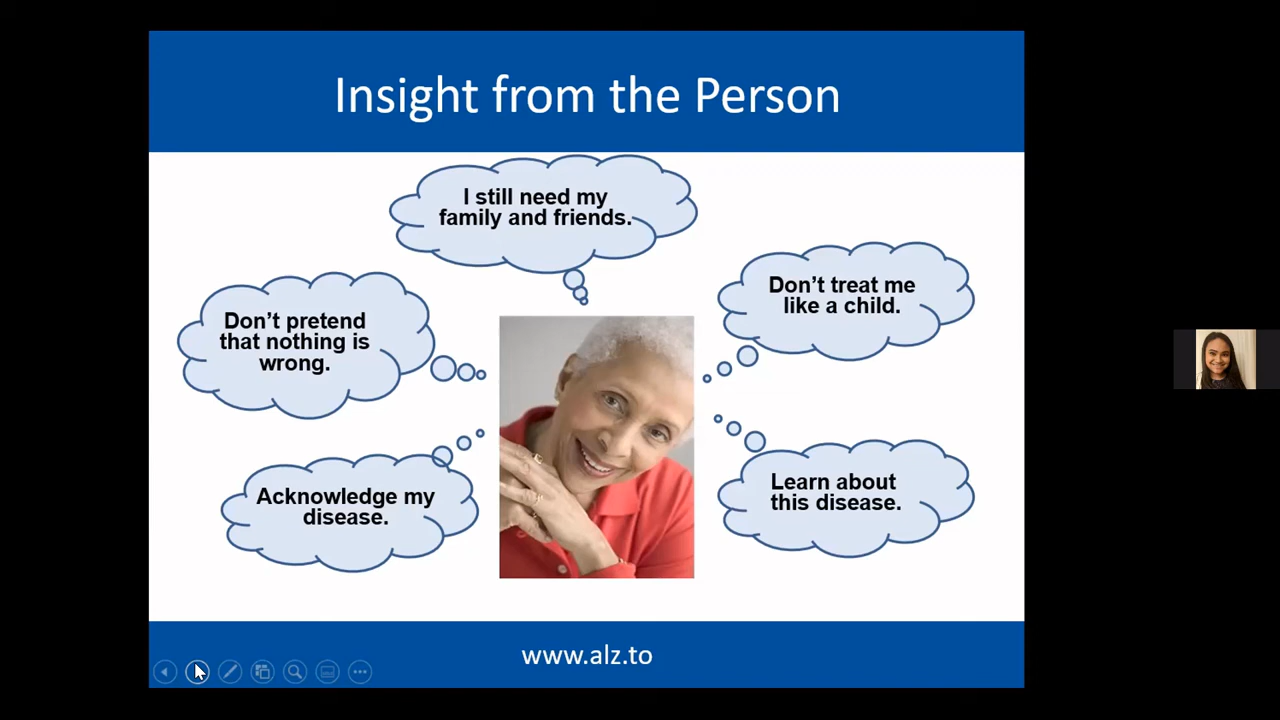 Insight from the Person
I still need my
family and friends.
Don’t treat me
like a child.
Don’t pretend
that nothing is
wrong.
Acknowledge my
disease.
Learn about
this disease.
www.alz.to